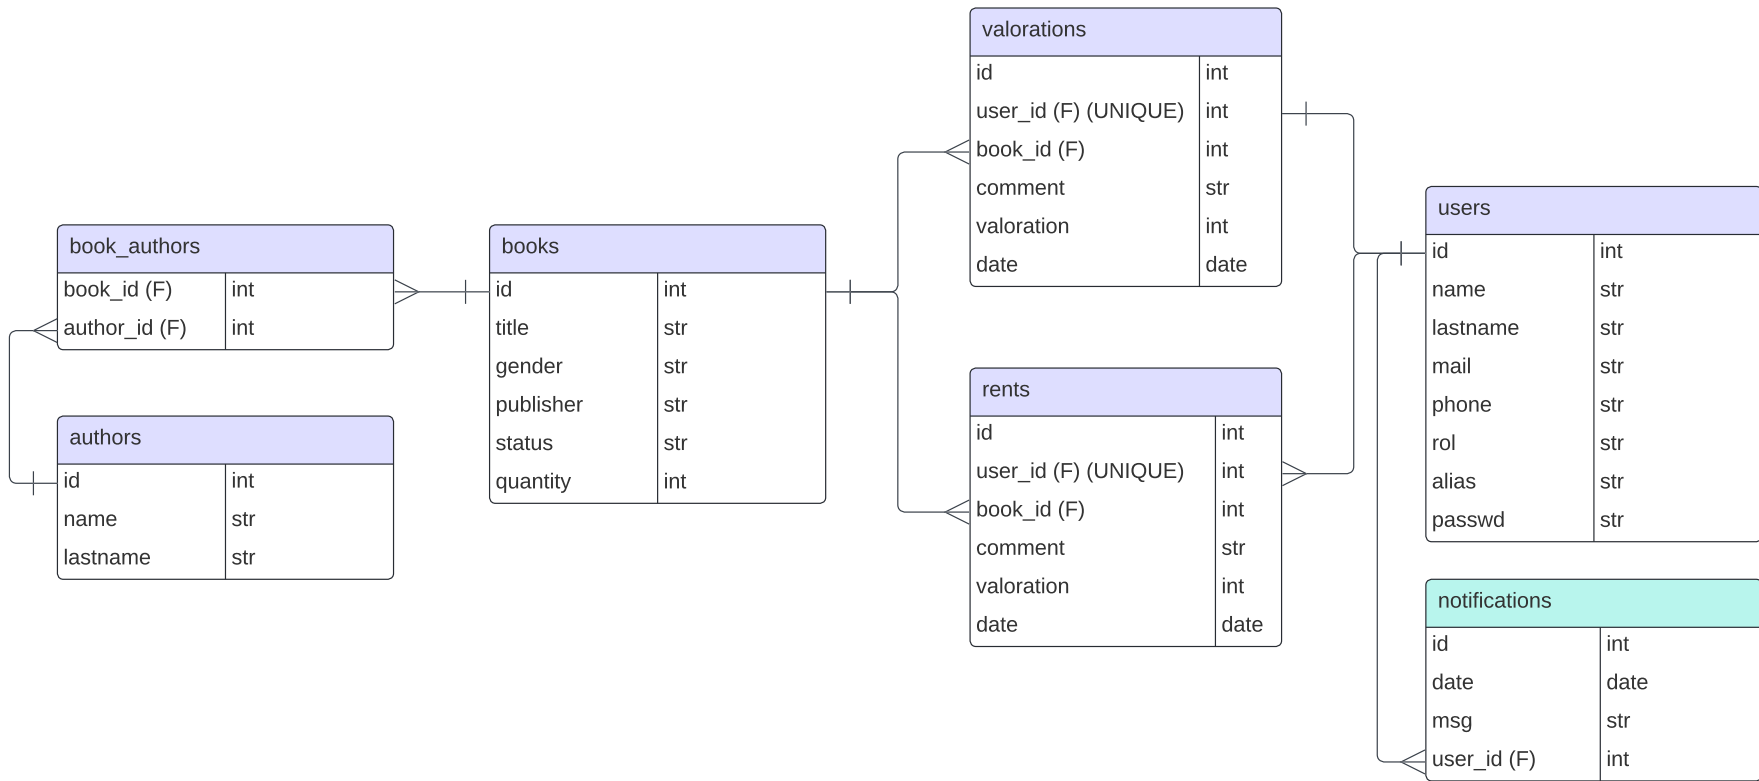 valorations
id int
user_id (F) (UNIQUE) int
book_id (F) int
comment str
valoration int
date date
users
id int
name str
lastname str
mail str
phone str
rol str
alias str
passwd str
book_authors
book_id (F) int
author_id (F) int
books
id int
title str
gender str
publisher str
status str
quantity int
authors
id int
name str
lastname str
rents
id int
user_id (F) (UNIQUE) int
book_id (F) int
comment str
valoration int
date date
notifications
id int
date date
msg str
user_id (F) int